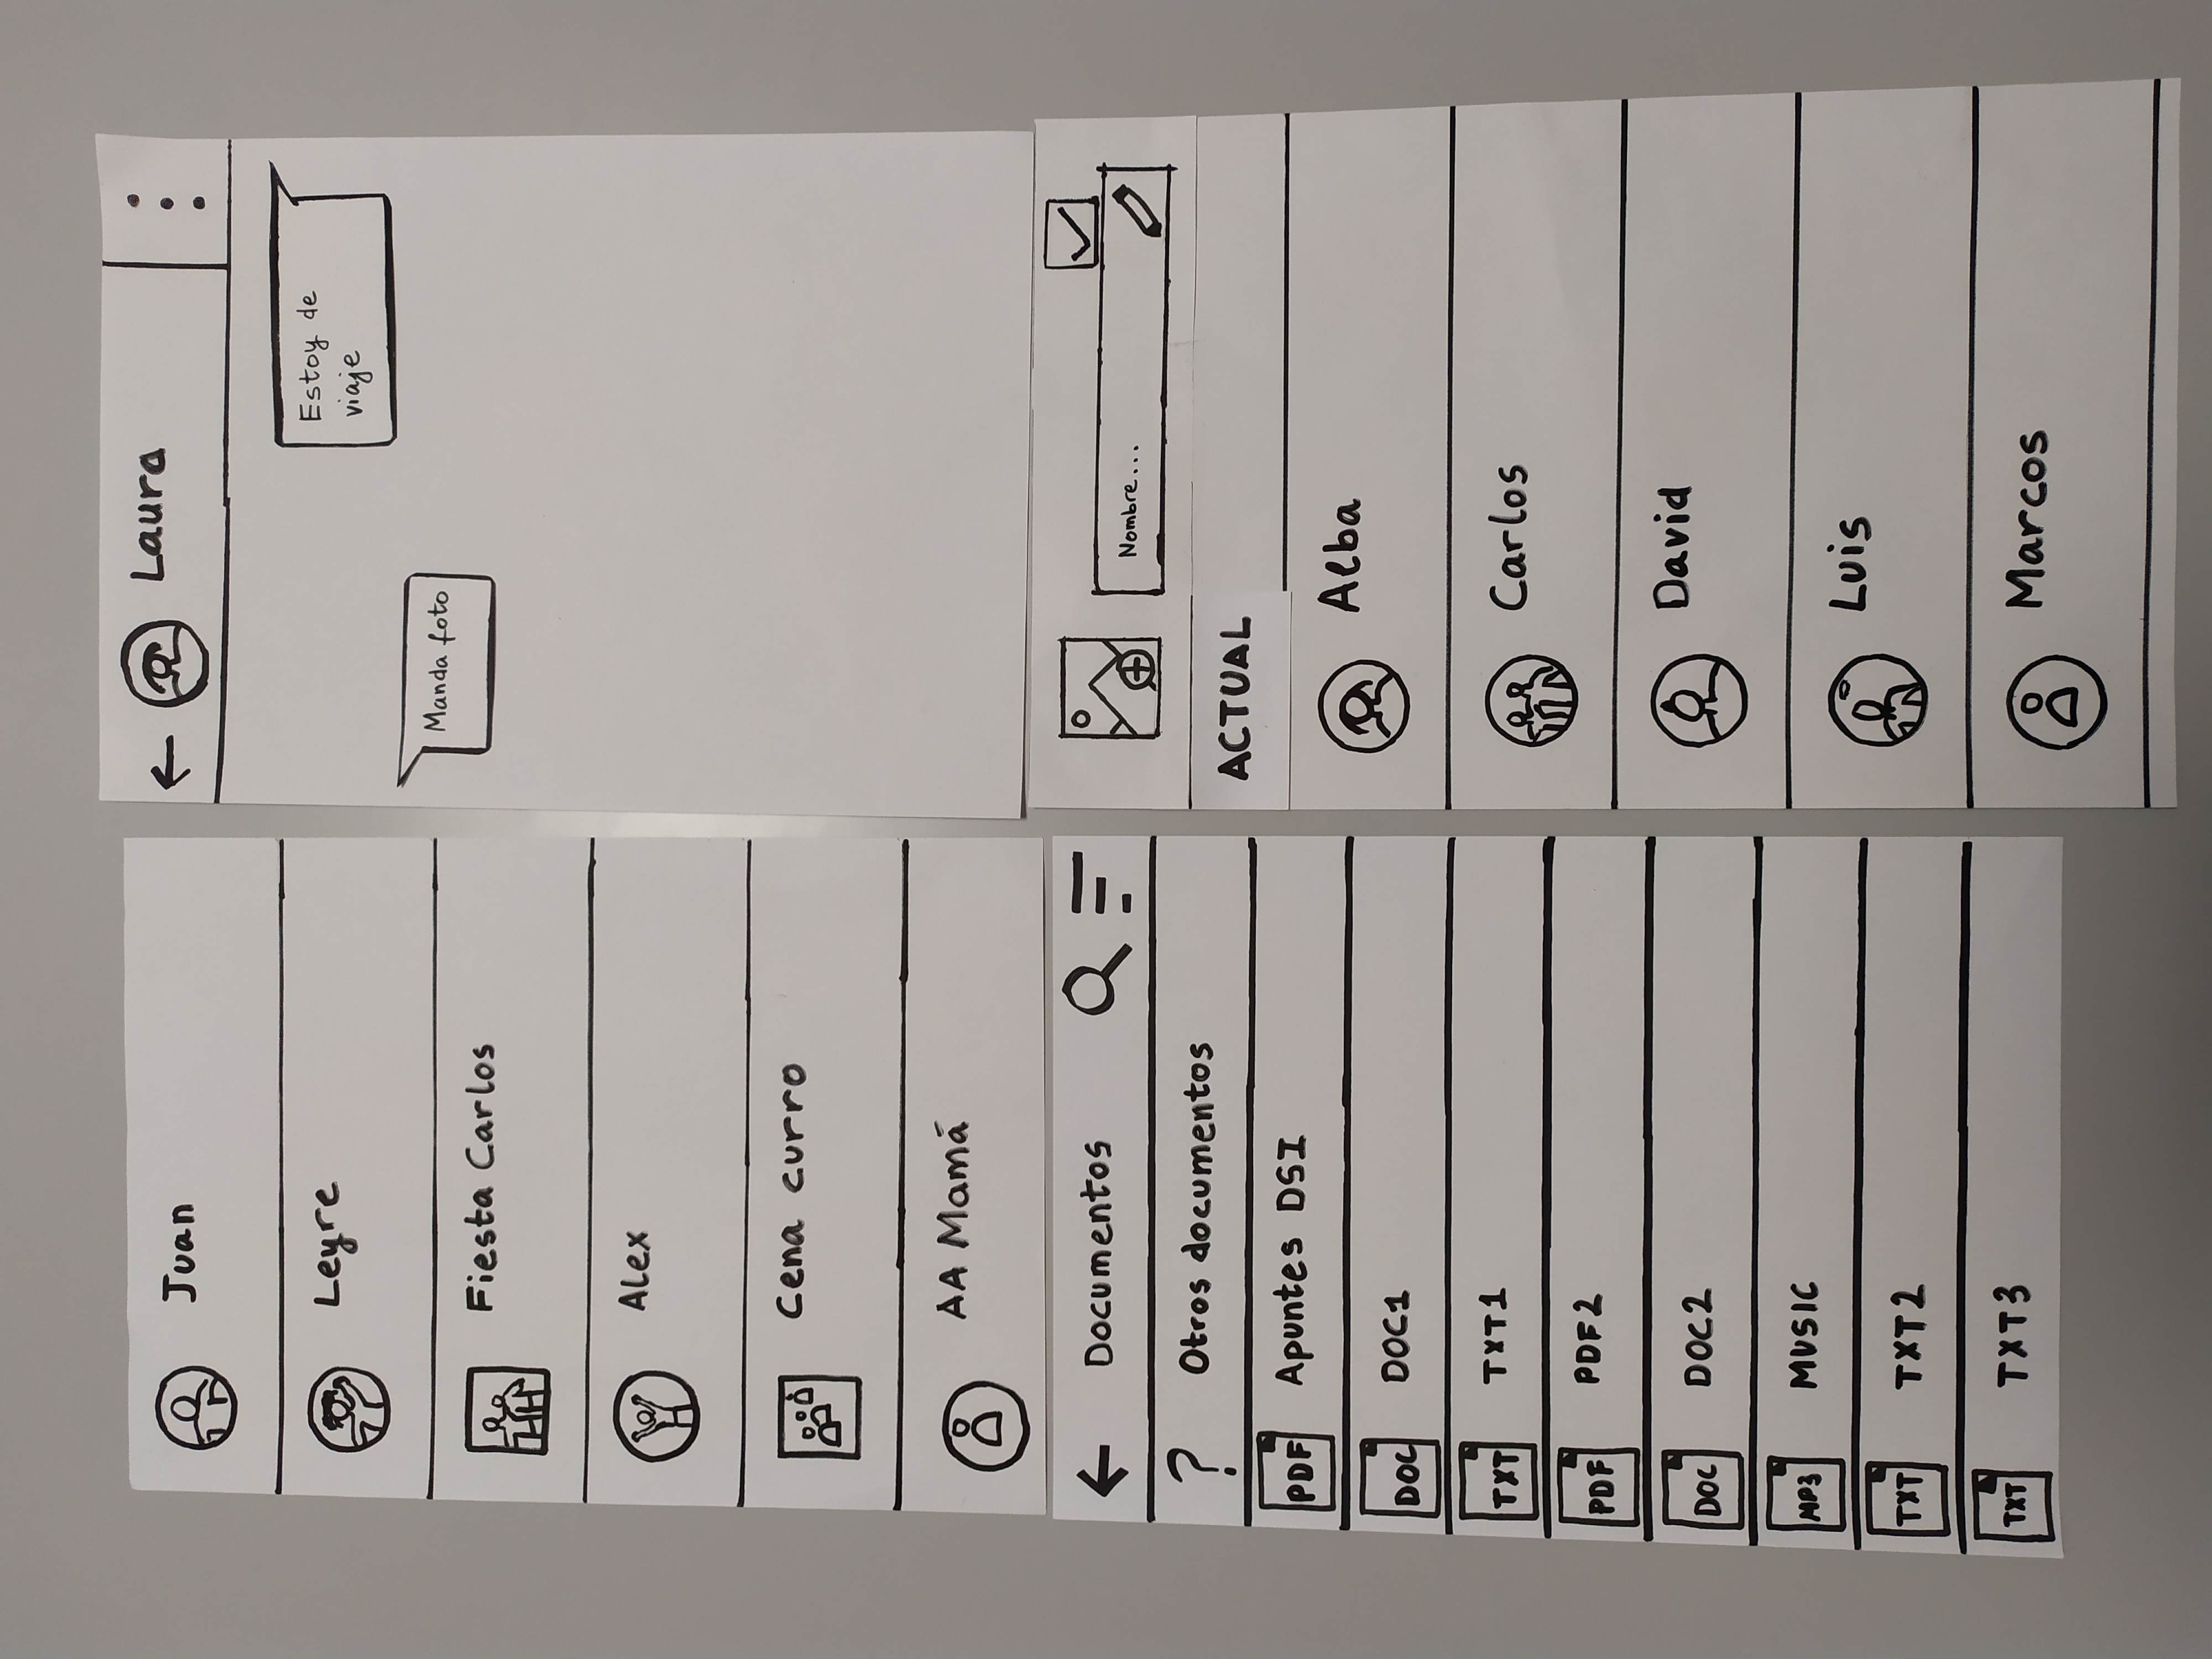 Juan
Leyre
Fiesta Carlos
Alex
Cena curro
AA Mamá
Laura
Estoy de
viaje
Manda foto
Documentos
? Otros documentos
PDF Apuntes DSI
DOC DOC1
TXT TXT1
PDF PDF2
DOC DOC2
MP3 MUSIC
TXT TXT2
TXT TXT3
Nombre...
ACTUAL
Alba
Carlos
David
Luis
Marcos